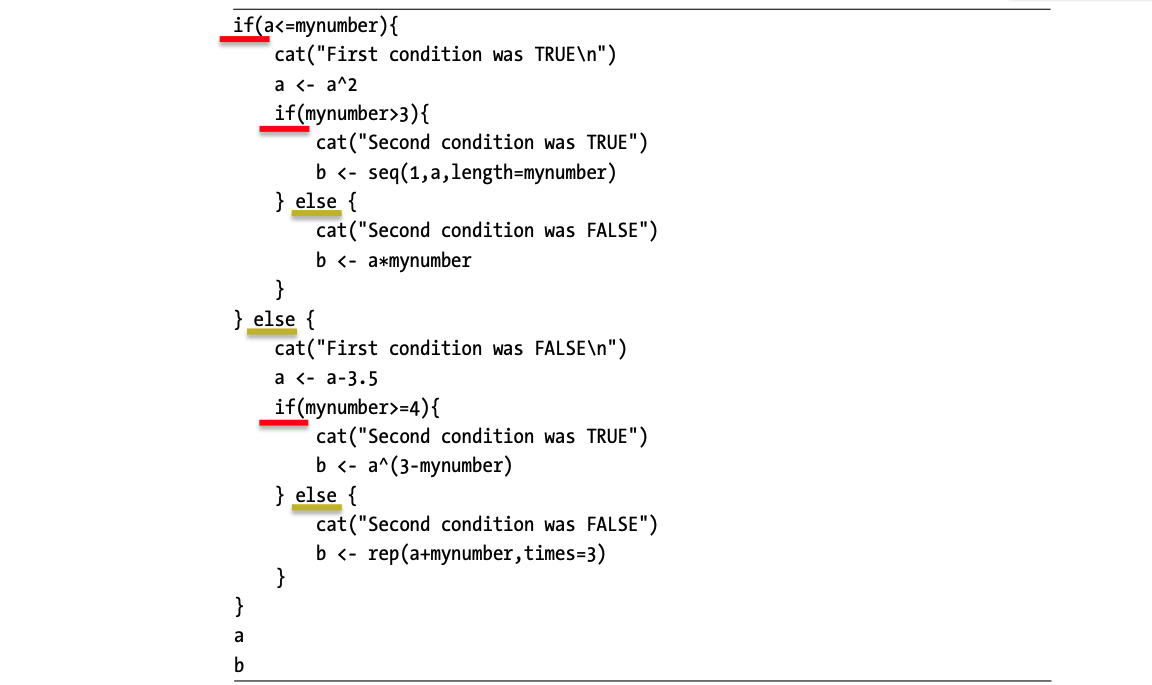 if(a<=mynumber){
    cat("First condition was TRUE\n")
    a <- a^2
    if(mynumber>3){
        cat("Second condition was TRUE")
        b <- seq(1,a,length=mynumber)
    } else {
        cat("Second condition was FALSE")
        b <- a*mynumber
    }
} else {
    cat("First condition was FALSE\n")
    a <- a-3.5
    if(mynumber>=4){
        cat("Second condition was TRUE")
        b <- a^(3-mynumber)
    } else {
        cat("Second condition was FALSE")
        b <- rep(a+mynumber,times=3)
    }
}
a
b